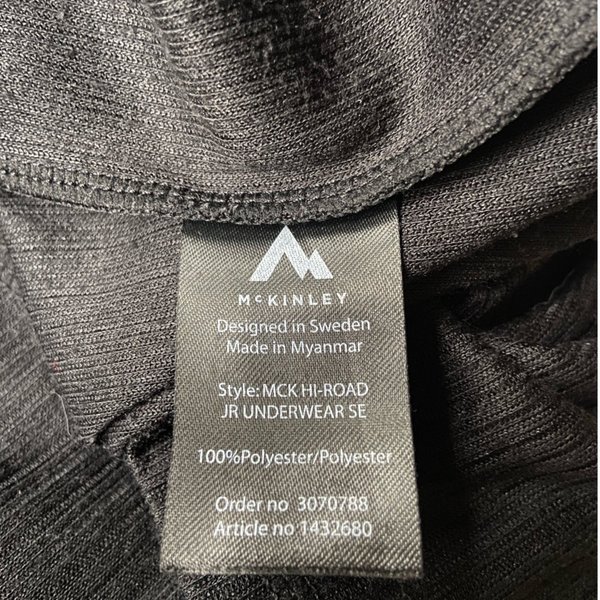 McKINLEY
Designed in Sweden
Made in Myanmar
Style: MCK HI-ROAD
JR UNDERWEAR SE
100%Polyester/Polyester
Order no 3070788
Article no 1432680